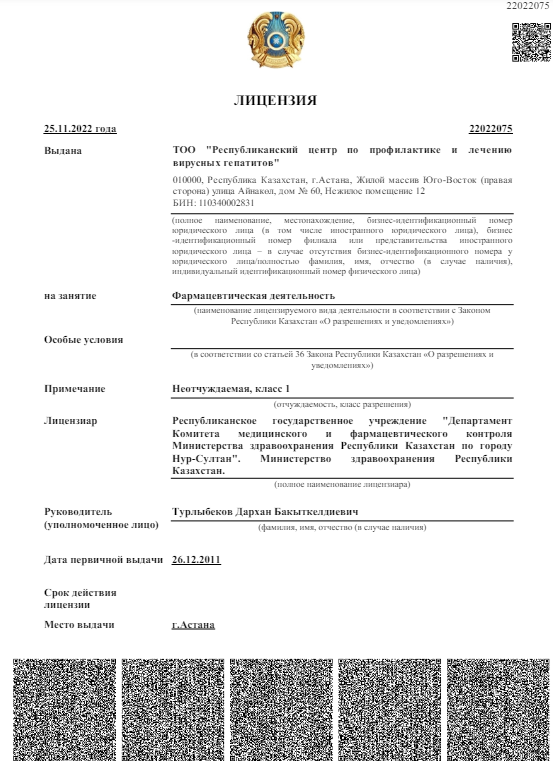 22022075
ЛИЦЕНЗИЯ
25.11.2022 года 22022075
Выдана
ТОО "Республиканский центр по профилактике и лечению
вирусных гепатитов"
010000, Республика Казахстан, г.Астана, Жилой массив Юго-Восток (правая
сторона) улица Айнакол, дом № 60, Нежилое помещение 12
БИН: 110340002831
(полное наименование, местонахождение, бизнес-идентификационный номер
юридического лица (в том числе иностранного юридического лица), бизнес
-идентификационный номер филиала или представительства иностранного
юридического лица – в случае отсутствия бизнес-идентификационного номера у
юридического лица/полностью фамилия, имя, отчество (в случае наличия),
индивидуальный идентификационный номер физического лица)
на занятие Фармацевтическая деятельность
(наименование лицензируемого вида деятельности в соответствии с Законом
Республики Казахстан «О разрешениях и уведомлениях»)
Особые условия
(в соответствии со статьей 36 Закона Республики Казахстан «О разрешениях и
уведомлениях»)
Примечание Неотчуждаемая, класс 1
(отчуждаемость, класс разрешения)
Лицензиар Республиканское государственное учреждение "Департамент
Комитета медицинского и фармацевтического контроля
Министерства здравоохранения Республики Казахстан по городу
Нур-Султан". Министерство здравоохранения Республики
Казахстан.
(полное наименование лицензиара)
Руководитель Турлыбеков Дархан Бакыткелдиевич
(уполномоченное лицо) (фамилия, имя, отчество (в случае наличия)
Дата первичной выдачи 26.12.2011
Срок действия
лицензии
Место выдачи г.Астана